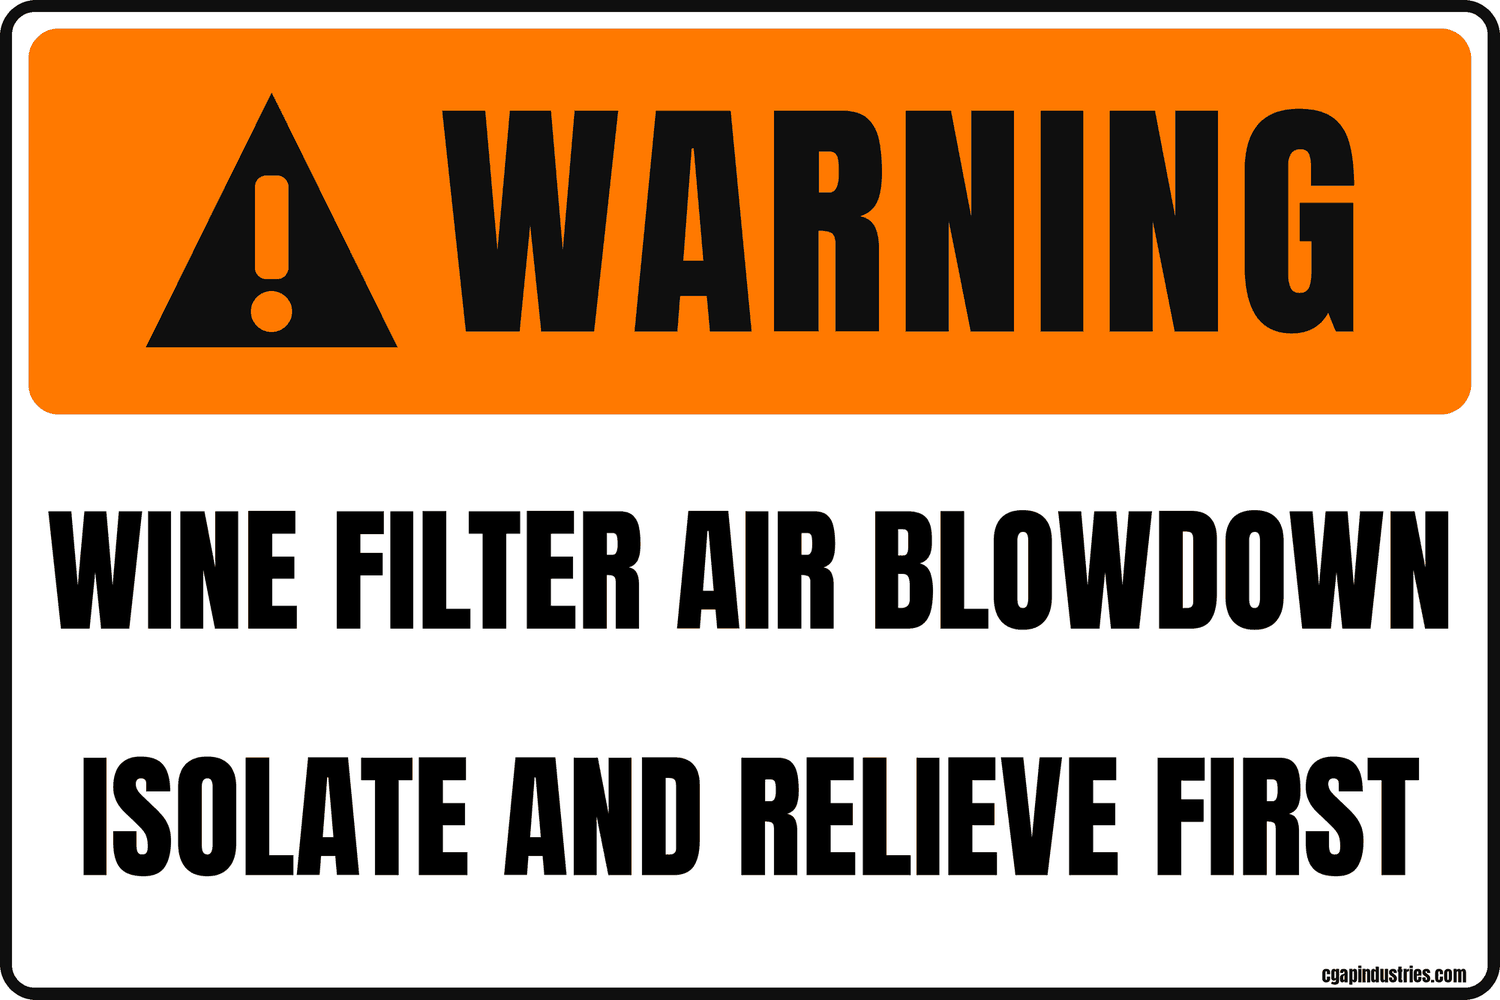 WARNING
WINE FILTER AIR BLOWDOWN
ISOLATE AND RELIEVE FIRST
cgapindustries.com